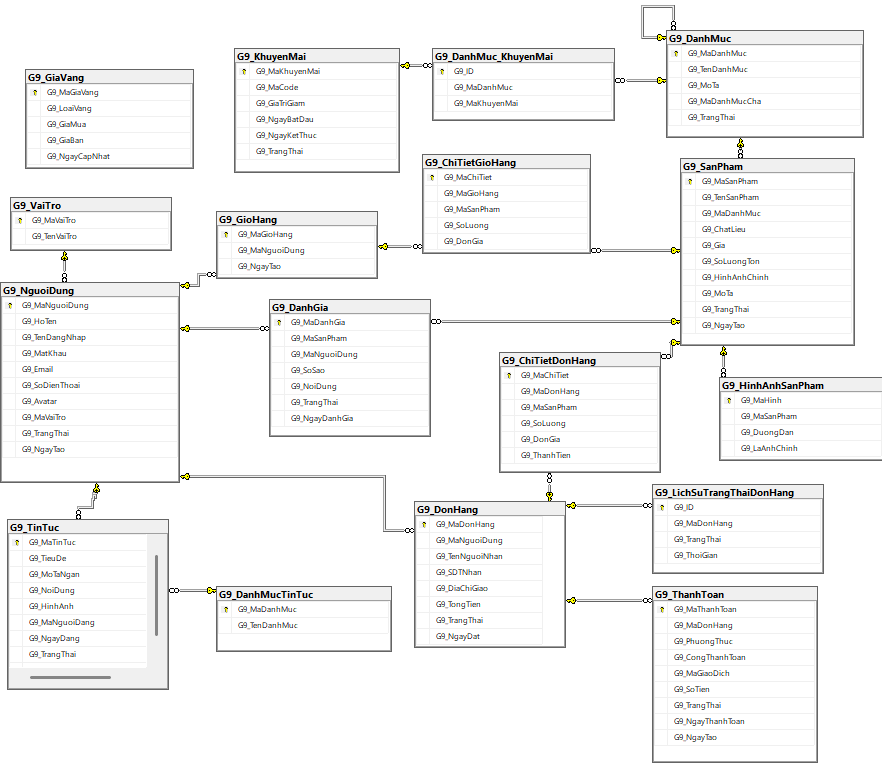 G9_GiaVang
G9_MaGiaVang
G9_LoaiVang
G9_GiaMua
G9_GiaBan
G9_NgayCapNhat
G9_KhuyenMai
G9_MaKhuyenMai
G9_MaCode
G9_GiaTriGiam
G9_NgayBatDau
G9_NgayKetThuc
G9_TrangThai
G9_DanhMuc_KhuyenMai
G9_ID
G9_MaDanhMuc
G9_MaKhuyenMai
G9_DanhMuc
G9_MaDanhMuc
G9_TenDanhMuc
G9_MoTa
G9_MaDanhMucCha
G9_TrangThai
G9_VaiTro
G9_MaVaiTro
G9_TenVaiTro
G9_GioHang
G9_MaGioHang
G9_MaNguoiDung
G9_NgayTao
G9_ChiTietGioHang
G9_MaChiTiet
G9_MaGioHang
G9_MaSanPham
G9_SoLuong
G9_DonGia
G9_SanPham
G9_MaSanPham
G9_TenSanPham
G9_MaDanhMuc
G9_ChatLieu
G9_Gia
G9_SoLuongTon
G9_HinhAnhChinh
G9_MoTa
G9_TrangThai
G9_NgayTao
G9_NguoiDung
G9_MaNguoiDung
G9_HoTen
G9_TenDangNhap
G9_MatKhau
G9_Email
G9_SoDienThoai
G9_Avatar
G9_MaVaiTro
G9_TrangThai
G9_NgayTao
G9_DanhGia
G9_MaDanhGia
G9_MaSanPham
G9_MaNguoiDung
G9_SoSao
G9_NoiDung
G9_TrangThai
G9_NgayDanhGia
G9_ChiTietDonHang
G9_MaChiTiet
G9_MaDonHang
G9_MaSanPham
G9_SoLuong
G9_DonGia
G9_ThanhTien
G9_HinhAnhSanPham
G9_MaHinh
G9_MaSanPham
G9_DuongDan
G9_LaAnhChinh
G9_TinTuc
G9_MaTinTuc
G9_TieuDe
G9_MoTaNgan
G9_NoiDung
G9_HinhAnh
G9_MaNguoiDang
G9_NgayDang
G9_TrangThai
G9_DanhMucTinTuc
G9_MaDanhMuc
G9_TenDanhMuc
G9_DonHang
G9_MaDonHang
G9_MaNguoiDung
G9_TenNguoiNhan
G9_SDTNhan
G9_DiaChiGiao
G9_TongTien
G9_TrangThai
G9_NgayDat
G9_LichSuTrangThaiDonHang
G9_ID
G9_MaDonHang
G9_TrangThai
G9_ThoiGian
G9_ThanhToan
G9_MaThanhToan
G9_MaDonHang
G9_PhuongThuc
G9_CongThanhToan
G9_MaGiaoDich
G9_SoTien
G9_TrangThai
G9_NgayThanhToan
G9_NgayTao